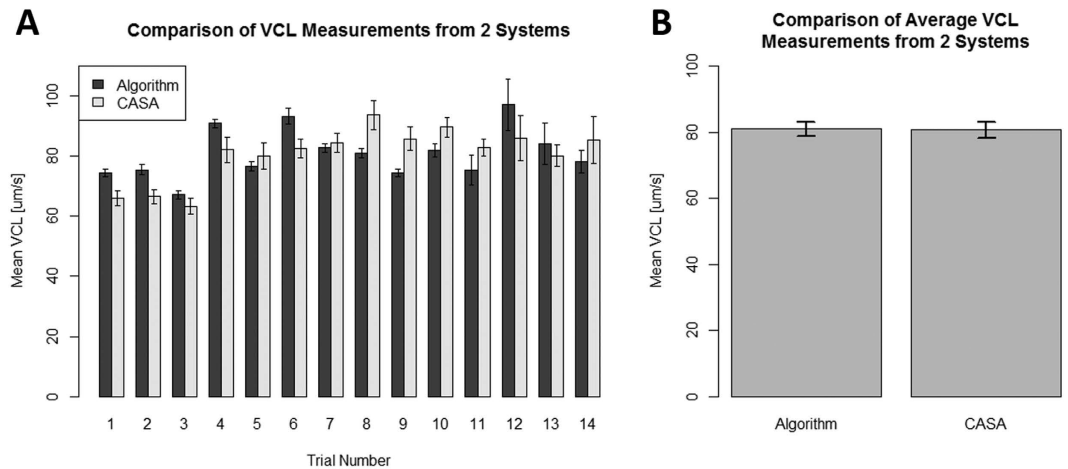 A
Comparison of VCL Measurements from 2 Systems
Algorithm
CASA
Mean VCL [um/s]
100
80
60
40
20
0
1 2 3 4 5 6 7 8 9 10 11 12 13 14
Trial Number
B
Comparison of Average VCL
Measurements from 2 Systems
Mean VCL [um/s]
100
80
60
40
20
0
Algorithm CASA